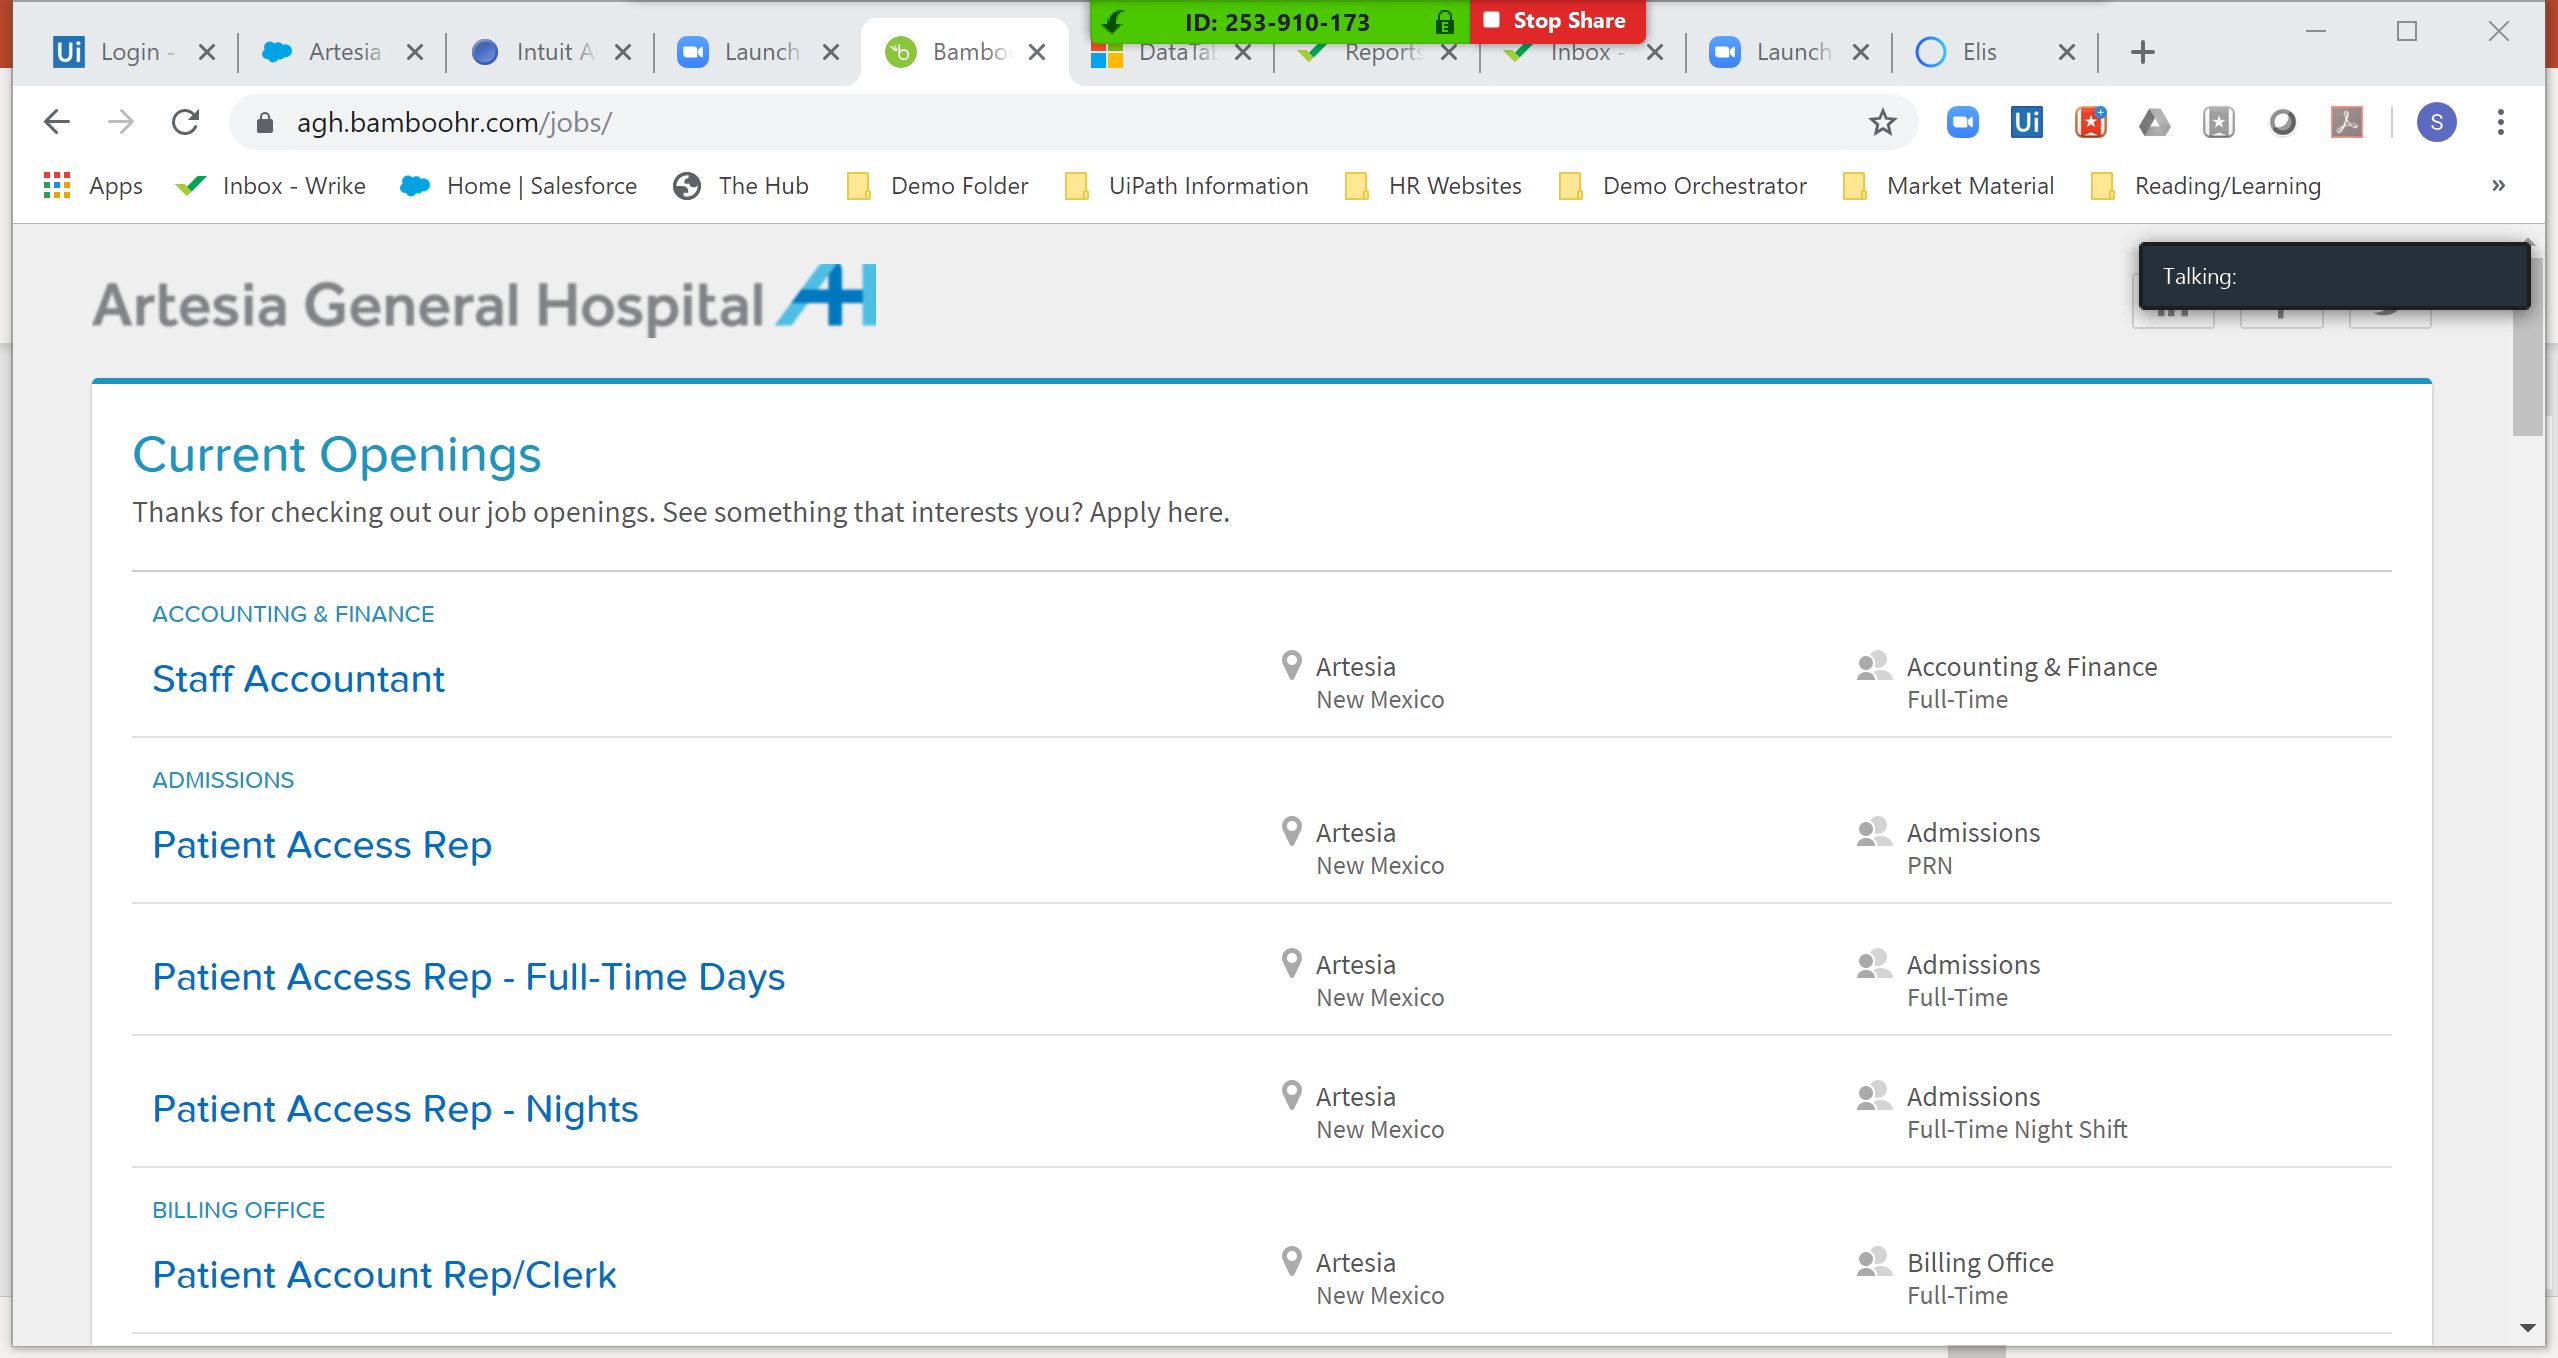 ID: 253-910-173 Stop Share
Login - Artesia Intuit A Launch Bamboo DataTab Reports Inbox - Launch Elis
agh.bamboohr.com/jobs/ S
Apps Inbox - Wrike Home | Salesforce The Hub Demo Folder UiPath Information HR Websites Demo Orchestrator Market Material Reading/Learning »
Talking:
Artesia General Hospital AH
Current Openings
Thanks for checking out our job openings. See something that interests you? Apply here.
ACCOUNTING & FINANCE
Staff Accountant
Artesia
New Mexico
Accounting & Finance
Full-Time
ADMISSIONS
Patient Access Rep
Artesia
New Mexico
Admissions
PRN
Patient Access Rep - Full-Time Days
Artesia
New Mexico
Admissions
Full-Time
Patient Access Rep - Nights
Artesia
New Mexico
Admissions
Full-Time Night Shift
BILLING OFFICE
Patient Account Rep/Clerk
Artesia
New Mexico
Billing Office
Full-Time